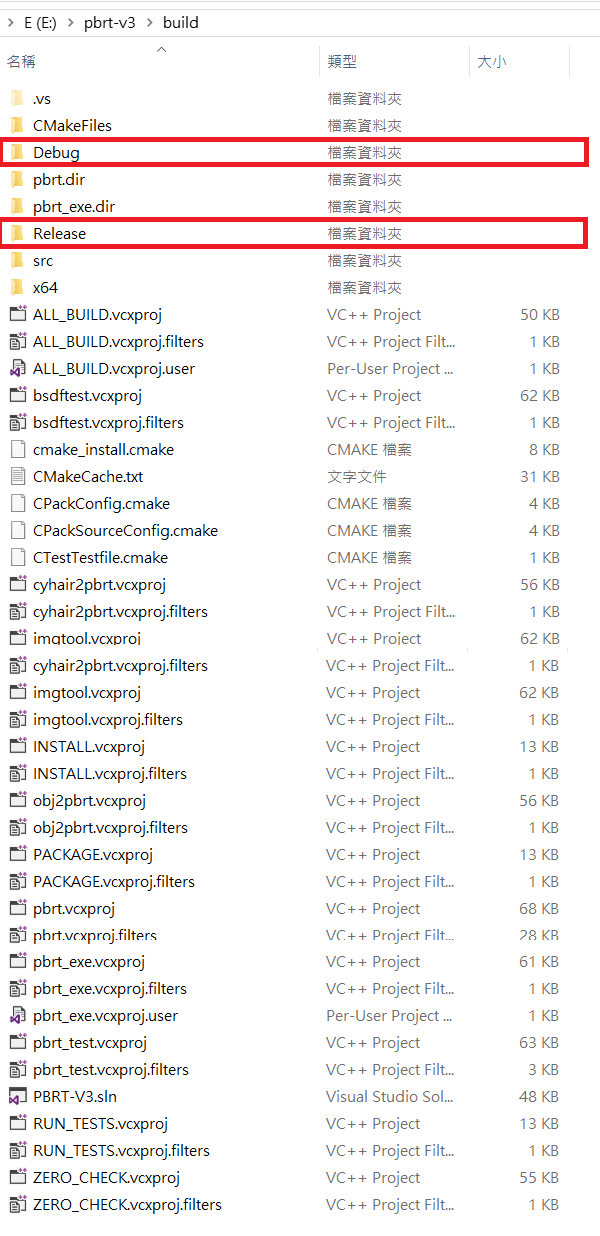 E (E:) > pbrt-v3 > build
名稱 類型 大小
.vs 檔案資料夾
CMakeFiles 檔案資料夾
Debug 檔案資料夾
pbrt.dir 檔案資料夾
pbrt_exe.dir 檔案資料夾
Release 檔案資料夾
src 檔案資料夾
x64 檔案資料夾
ALL_BUILD.vcxproj VC++ Project 50 KB
ALL_BUILD.vcxproj.filters VC++ Project Filt... 1 KB
ALL_BUILD.vcxproj.user Per-User Project ... 1 KB
bsdftest.vcxproj VC++ Project 62 KB
bsdftest.vcxproj.filters VC++ Project Filt... 1 KB
cmake_install.cmake CMAKE 檔案 8 KB
CMakeCache.txt 文字文件 31 KB
CPackConfig.cmake CMAKE 檔案 4 KB
CPackSourceConfig.cmake CMAKE 檔案 4 KB
CTestTestfile.cmake CMAKE 檔案 1 KB
cyhair2pbrt.vcxproj VC++ Project 56 KB
cyhair2pbrt.vcxproj.filters VC++ Project Filt... 1 KB
imgtool.vcxproj VC++ Project 62 KB
cyhair2pbrt.vcxproj.filters VC++ Project Filt... 1 KB
imgtool.vcxproj VC++ Project 62 KB
imgtool.vcxproj.filters VC++ Project Filt... 1 KB
INSTALL.vcxproj VC++ Project 13 KB
INSTALL.vcxproj.filters VC++ Project Filt... 1 KB
obj2pbrt.vcxproj VC++ Project 56 KB
obj2pbrt.vcxproj.filters VC++ Project Filt... 1 KB
PACKAGE.vcxproj VC++ Project 13 KB
PACKAGE.vcxproj.filters VC++ Project Filt... 1 KB
pbrt.vcxproj VC++ Project 68 KB
pbrt.vcxproj.filters VC++ Project Filt... 28 KB
pbrt_exe.vcxproj VC++ Project 61 KB
pbrt_exe.vcxproj.filters VC++ Project Filt... 1 KB
pbrt_exe.vcxproj.user Per-User Project ... 1 KB
pbrt_test.vcxproj VC++ Project 63 KB
pbrt_test.vcxproj.filters VC++ Project Filt... 3 KB
PBRT-V3.sln Visual Studio Sol... 48 KB
RUN_TESTS.vcxproj VC++ Project 13 KB
RUN_TESTS.vcxproj.filters VC++ Project Filt... 1 KB
ZERO_CHECK.vcxproj VC++ Project 55 KB
ZERO_CHECK.vcxproj.filters VC++ Project Filt... 1 KB